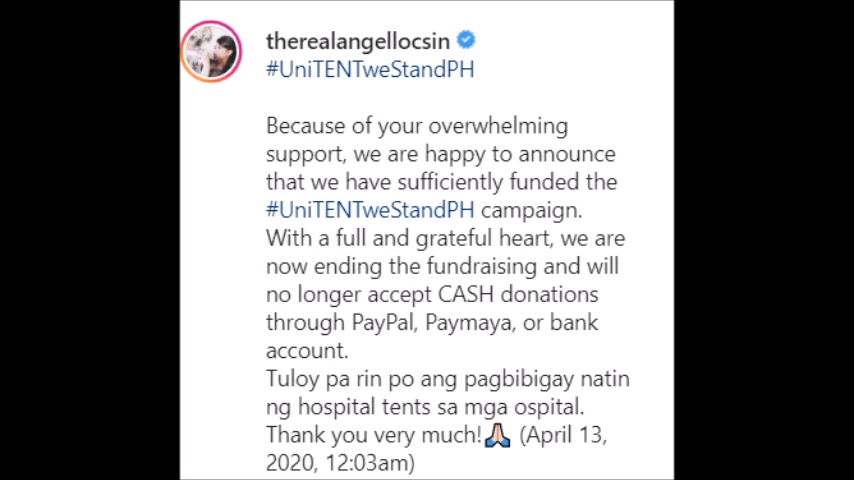 therealangellocsin
#UniTENTweStandPH
Because of your overwhelming
support, we are happy to announce
that we have sufficiently funded the
#UniTENTweStandPH campaign.
With a full and grateful heart, we are
now ending the fundraising and will
no longer accept CASH donations
through PayPal, Paymaya, or bank
account.
Tuloy pa rin po ang pagbibigay natin
ng hospital tents sa mga ospital.
Thank you very much!🙏🏻 (April 13,
2020, 12:03am)